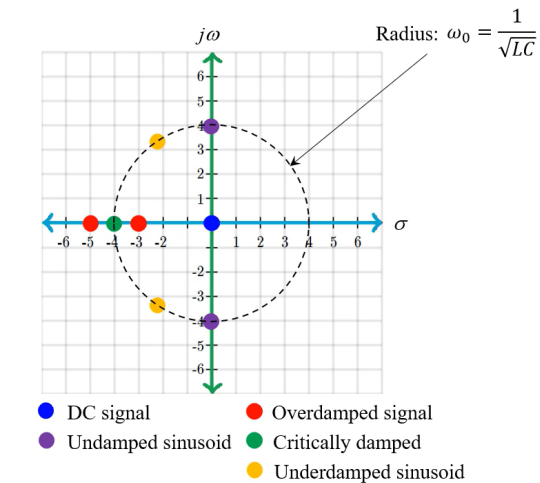 jω
Radius: ω₀ = 1/√LC
6
5
4
3
2
1
-6 -5 -4 -3 -2 1 2 3 4 5 6
σ
-2
-3
-4
-5
-6
DC signal
Overdamped signal
Undamped sinusoid
Critically damped
Underdamped sinusoid